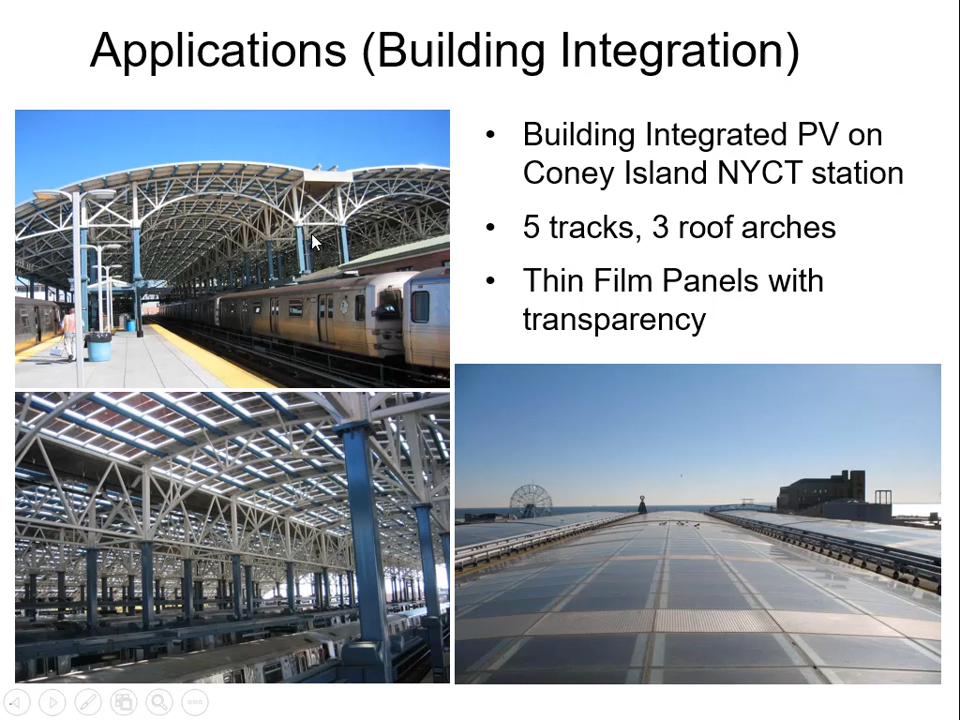 Applications (Building Integration)
• Building Integrated PV on
Coney Island NYCT station
• 5 tracks, 3 roof arches
• Thin Film Panels with
transparency